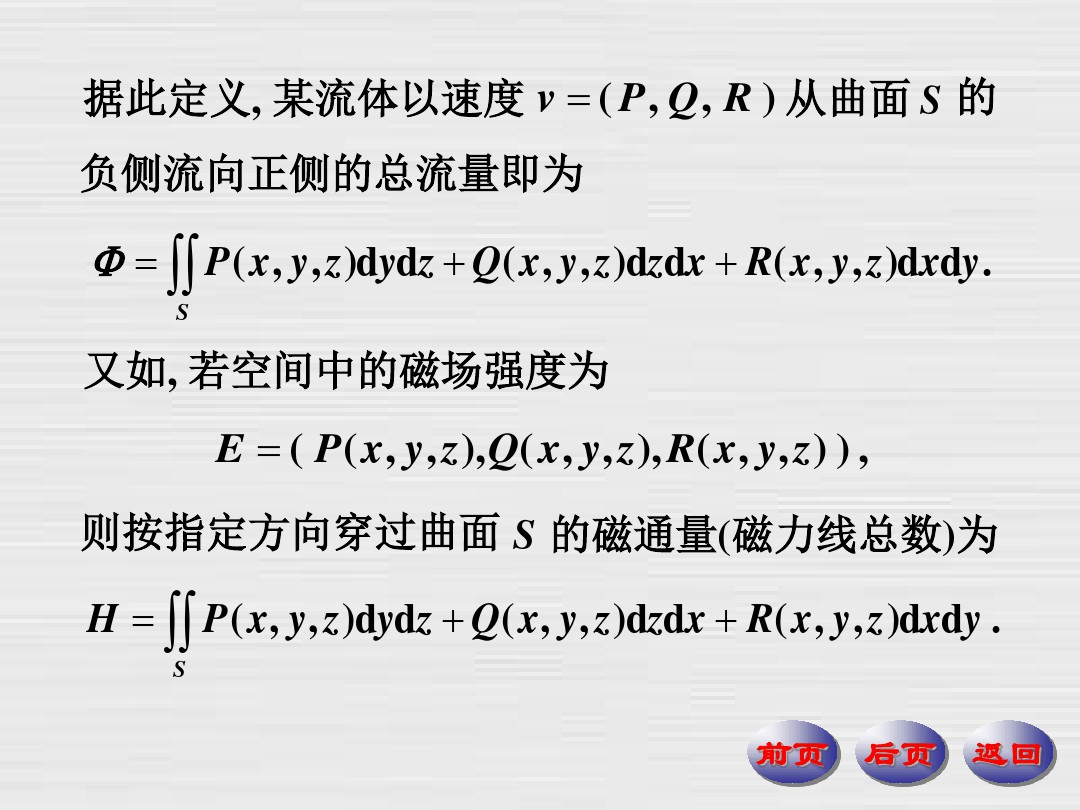 据此定义, 某流体以速度 v = ( P, Q, R ) 从曲面 S 的
负侧流向正侧的总流量即为
Φ = ∬_S P(x, y, z)dydz + Q(x, y, z)dzdx + R(x, y, z)dxdy.
又如, 若空间中的磁场强度为
E = ( P(x, y, z), Q(x, y, z), R(x, y, z) ) ,
则按指定方向穿过曲面 S 的磁通量(磁力线总数)为
H = ∬_S P(x, y, z)dydz + Q(x, y, z)dzdx + R(x, y, z)dxdy .
前页 后页 返回